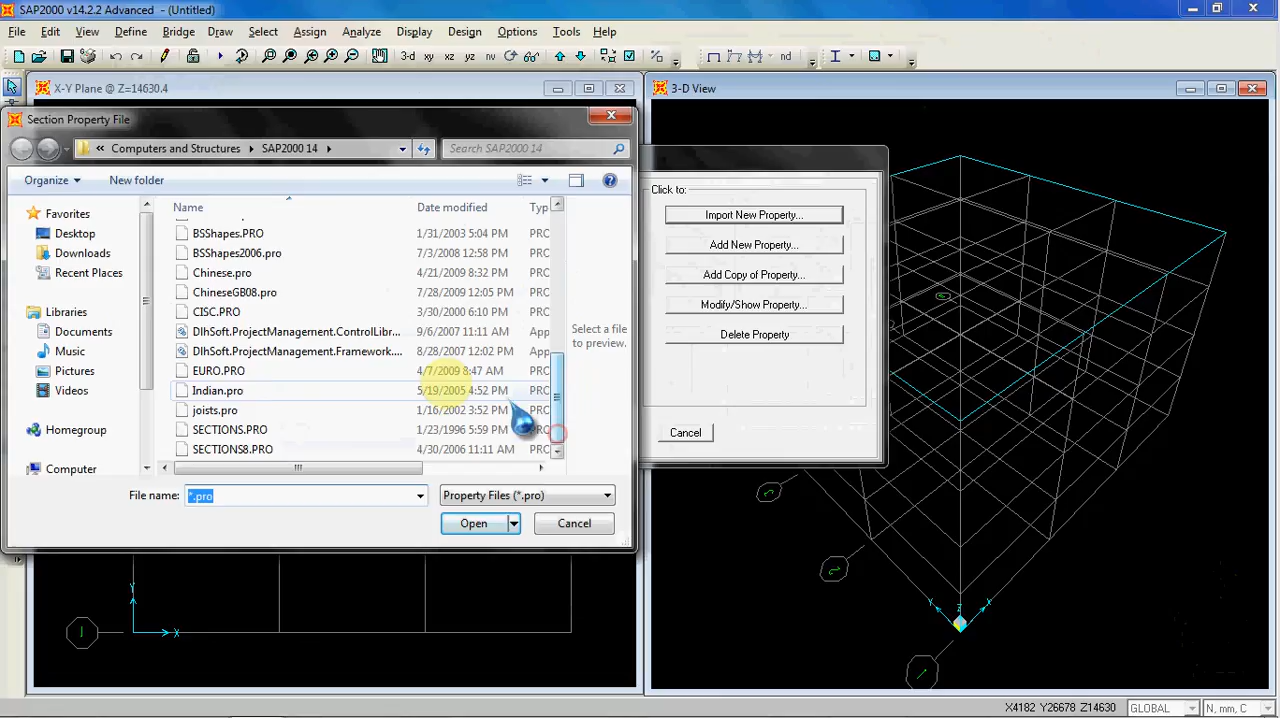 SAP2000 v14.2.2 Advanced - (Untitled)
File Edit View Define Bridge Draw Select Assign Analyze Display Design Options Tools Help
3-d xy xz yz nv nd
X-Y Plane @ Z=14630.4
3-D View
Section Property File
« Computers and Structures SAP2000 14
Search SAP2000 14
Organize New folder
Name Date modified Typ
Favorites
Desktop
Downloads
Recent Places
Libraries
Documents
Music
Pictures
Videos
Homegroup
Computer
BSShapes.PRO 1/31/2003 5:04 PM PRC
BSShapes2006.pro 7/3/2008 12:58 PM PRC
Chinese.pro 4/21/2009 8:32 PM PRC
ChineseGB08.pro 7/28/2009 12:05 PM PRC
CISC.PRO 3/30/2000 6:10 PM PRC
DlhSoft.ProjectManagement.ControlLibr... 9/6/2007 11:11 AM App
DlhSoft.ProjectManagement.Framework.... 8/28/2007 12:02 PM App
EURO.PRO 4/7/2009 8:47 AM PRC
Indian.pro 5/19/2005 4:52 PM PRC
joists.pro 1/16/2002 3:52 PM PRC
SECTIONS.PRO 1/23/1996 5:59 PM PRC
SECTIONS8.PRO 4/30/2006 11:11 AM PRC
Select a file
to preview.
File name: *.pro
Property Files (*.pro)
Open Cancel
Click to:
Import New Property...
Add New Property...
Add Copy of Property...
Modify/Show Property...
Delete Property
Cancel
Y
X
Y Z X
X4182 Y26678 Z14630
GLOBAL
N, mm, C